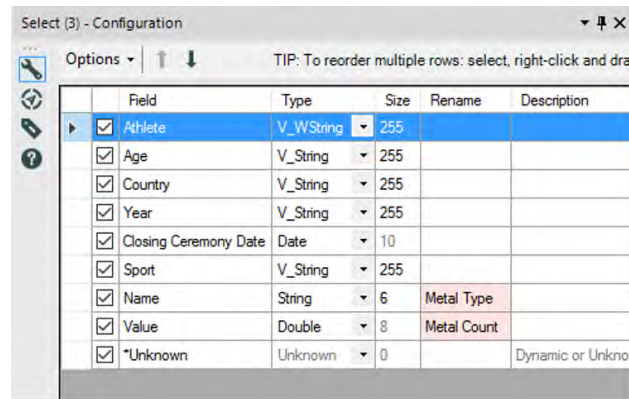 Select (3) - Configuration
Options TIP: To reorder multiple rows: select, right-click and dra
Field Type Size Rename Description
Athlete V_WString 255
Age V_String 255
Country V_String 255
Year V_String 255
Closing Ceremony Date Date 10
Sport V_String 255
Name String 6 Metal Type
Value Double 8 Metal Count
*Unknown Unknown 0 Dynamic or Unkno